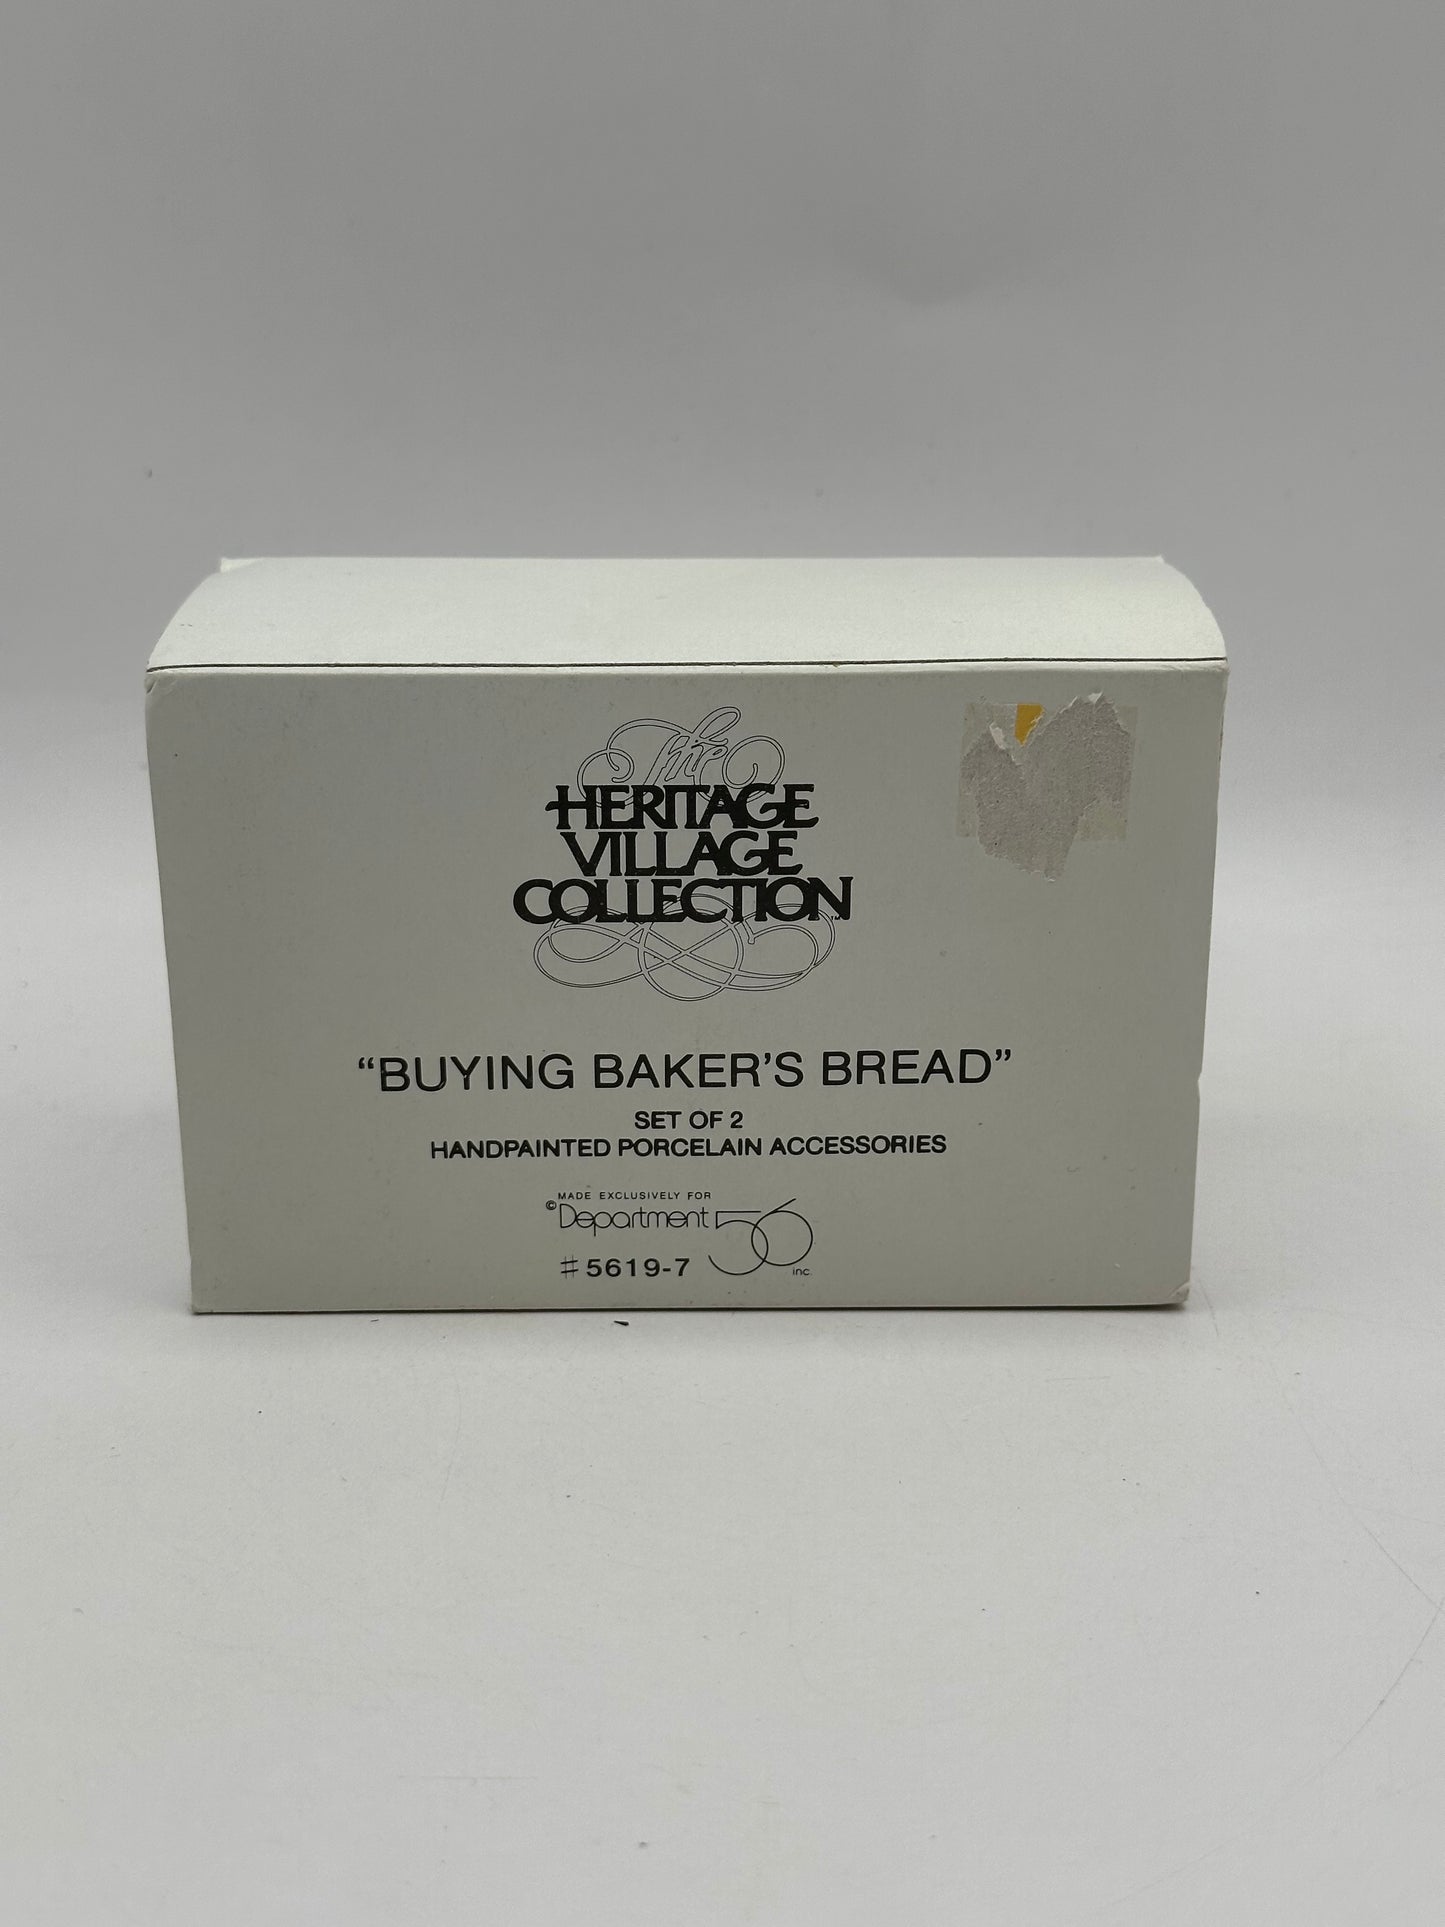 The
HERITAGE
VILLAGE
COLLECTION™
“BUYING BAKER’S BREAD”
SET OF 2
HANDPAINTED PORCELAIN ACCESSORIES
MADE EXCLUSIVELY FOR
©Department 56 inc.
#5619-7